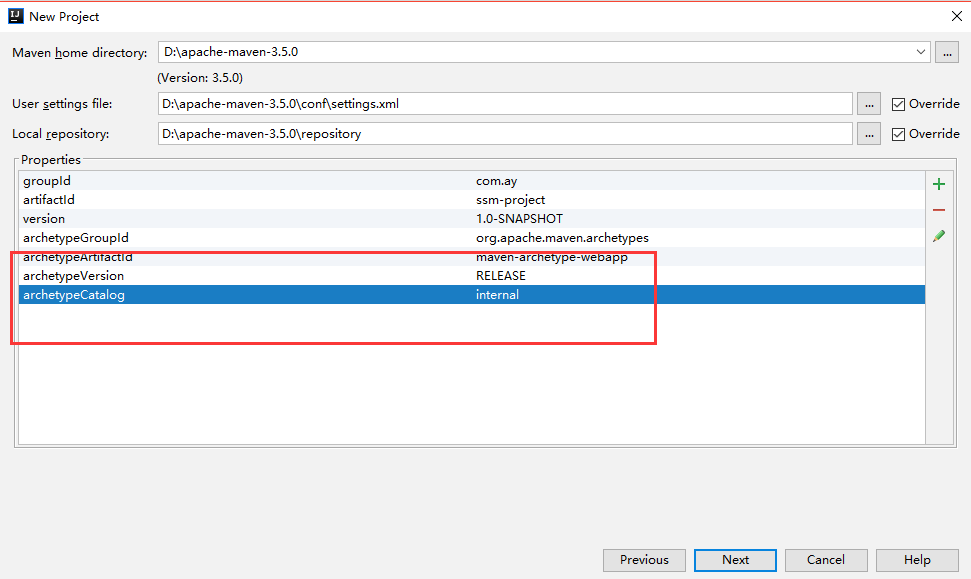 New Project
Maven home directory: D:\apache-maven-3.5.0 ...
(Version: 3.5.0)
User settings file: D:\apache-maven-3.5.0\conf\settings.xml ... Override
Local repository: D:\apache-maven-3.5.0\repository ... Override
Properties
groupId com.ay
artifactId ssm-project
version 1.0-SNAPSHOT
archetypeGroupId org.apache.maven.archetypes
archetypeArtifactId maven-archetype-webapp
archetypeVersion RELEASE
archetypeCatalog internal
Previous Next Cancel Help